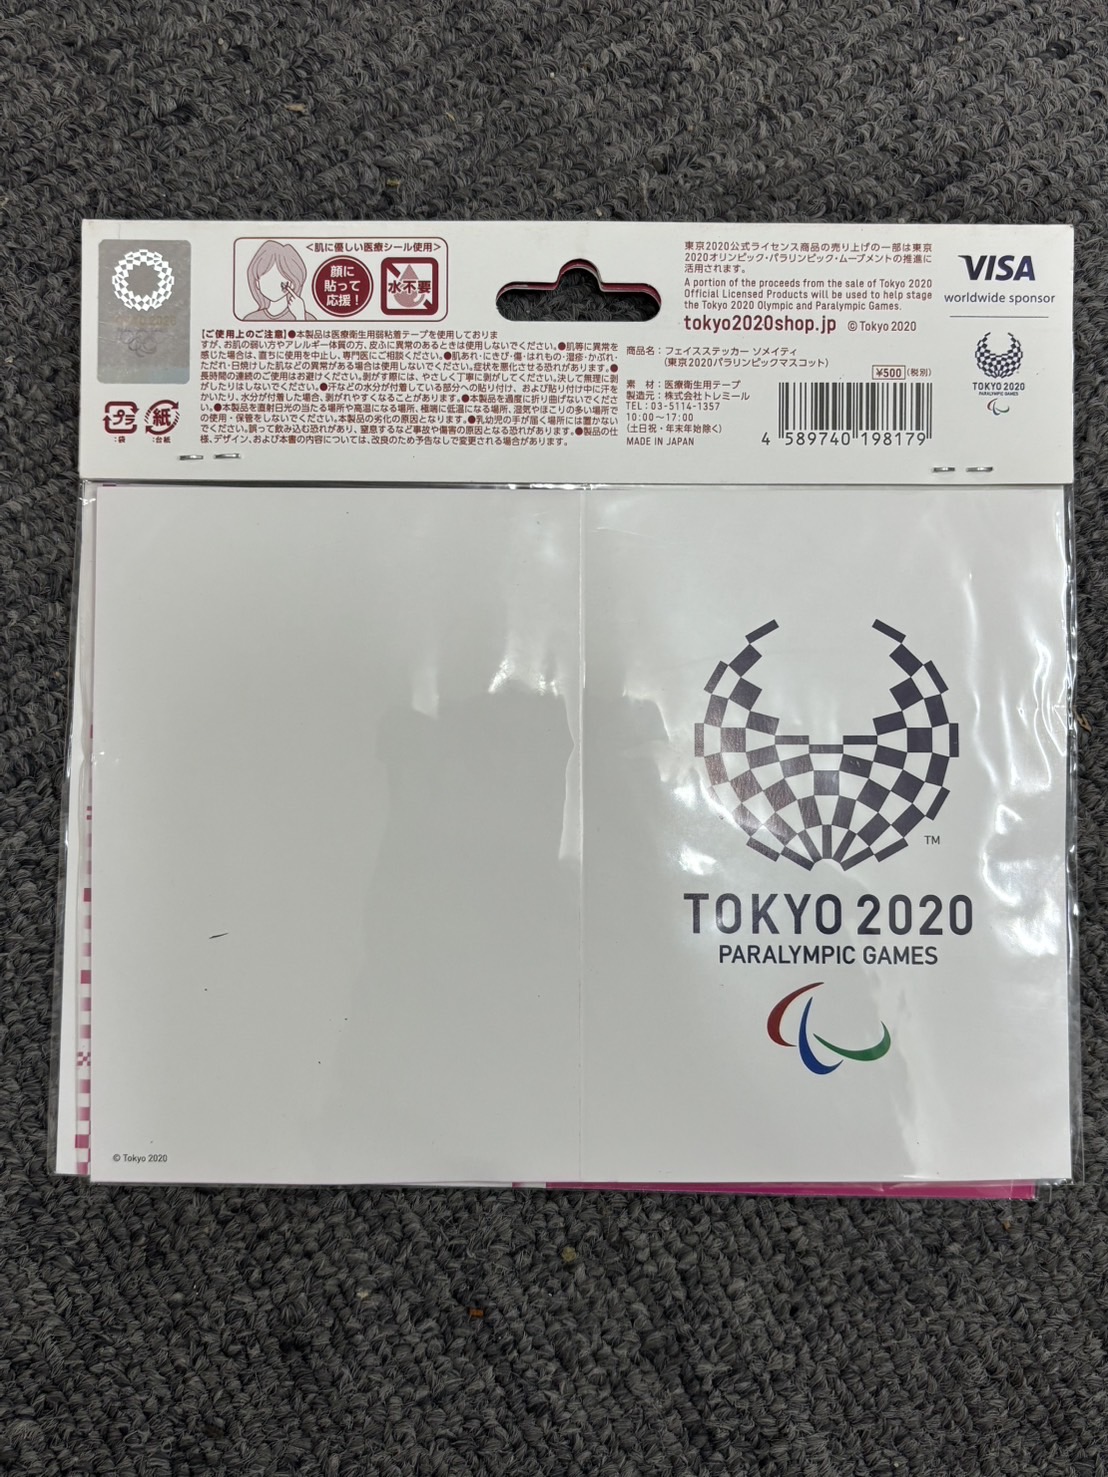 <肌に優しい医療シール使用>
顔に
貼って
応援!
水不要
東京2020公式ライセンス商品の売り上げの一部は東京
2020オリンピック・パラリンピック・ムーブメントの推進に
活用されます。
A portion of the proceeds from the sale of Tokyo 2020
Official Licensed Products will be used to help stage
the Tokyo 2020 Olympic and Paralympic Games.
tokyo2020shop.jp © Tokyo 2020
VISA
worldwide sponsor
TOKYO 2020
PARALYMPIC GAMES
【ご使用上のご注意】●本製品は医療衛生用弱粘着テープを使用しておりま
すが、お肌の弱い方やアレルギー体質の方、皮ふに異常のあるときは使用しないでください。●肌等に異常を
感じた場合は、直ちに使用を中止し、専門医にご相談ください。●肌あれ・にきび・傷・はれもの・湿疹・かぶれ・
ただれ・日焼けした肌などの異常がある場合は使用しないでください。症状を悪化させる恐れがあります。●
長時間の連続のご使用はお避けください。剥がす際には、やさしく丁寧に剥がしてください。決して無理に剥
がしたりはしないでください。●汗などの水分が付着している部分への貼り付け、および貼り付け中に汗を
かいたり、水分が付着した場合、剥がれやすくなることがあります。●本製品を過度に折り曲げないでくださ
い。●本製品を直射日光の当たる場所や高温になる場所、極端に低温になる場所、湿気やほこりの多い場所で
の使用・保管をしないでください。本製品の劣化の原因となります。●乳幼児の手が届く場所には置かない
でください。誤って飲み込む恐れがあり、窒息するなど事故や傷害の原因となる恐れがあります。●製品の仕
様、デザイン、および本書の内容については、改良のため予告なしで変更される場合があります。
プラ
:袋
紙
:台紙
商品名:フェイスステッカー ソメイティ
(東京2020パラリンピックマスコット)
¥500(税別)
素 材:医療衛生用テープ
製造元:株式会社トレミール
TEL:03-5114-1357
10:00〜17:00
(土日祝・年末年始除く)
MADE IN JAPAN
4 589740 198179
TM
TOKYO 2020
PARALYMPIC GAMES
© Tokyo 2020